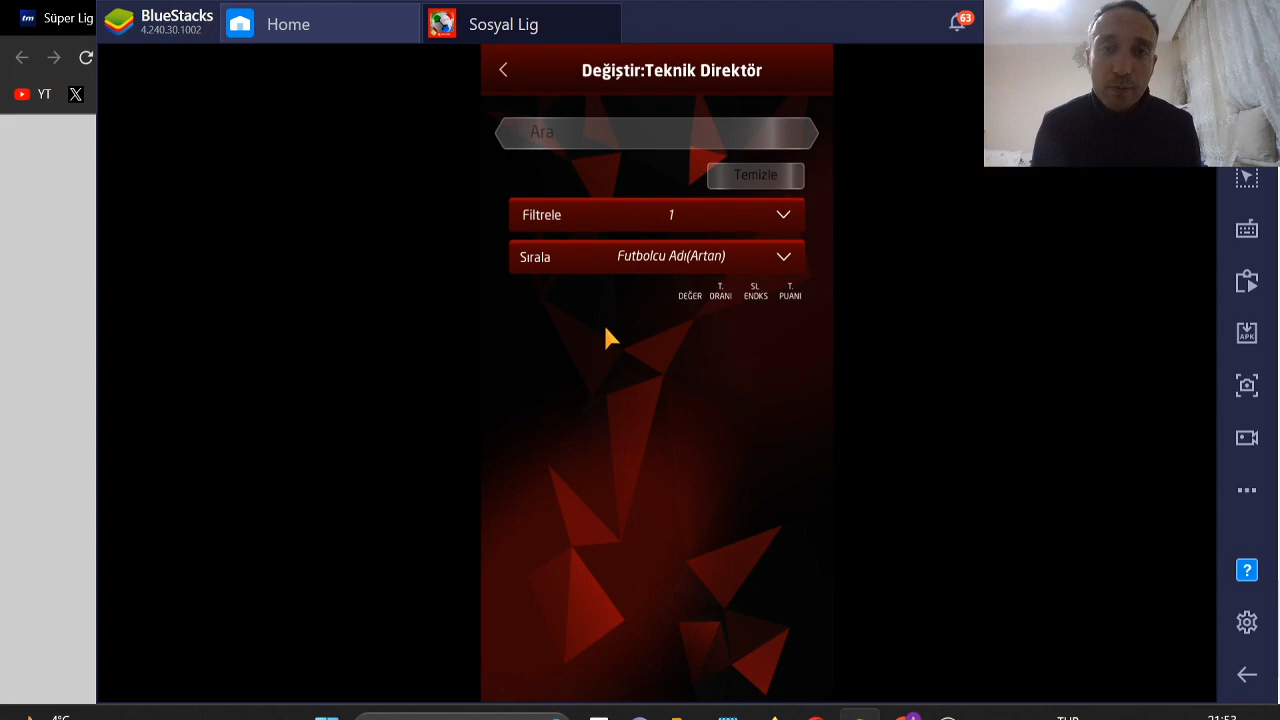 Süper Lig
BlueStacks
4.240.30.1002
Home
Sosyal Lig
63
YT
Değiştir:Teknik Direktör
Ara
Temizle
Filtrele 1
Sırala Futbolcu Adı(Artan)
DEĞER T. ORANI SL ENDKS T. PUANI
APK
?